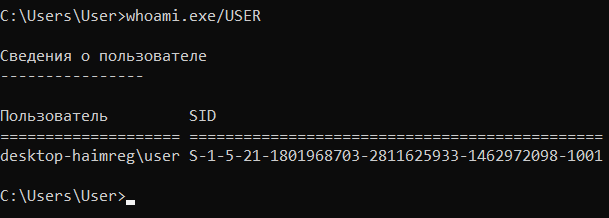 C:\Users\User>whoami.exe/USER
Сведения о пользователе
----------------
Пользователь SID
==================== ==============================================
desktop-haimreg\user S-1-5-21-1801968703-2811625933-1462972098-1001
C:\Users\User>